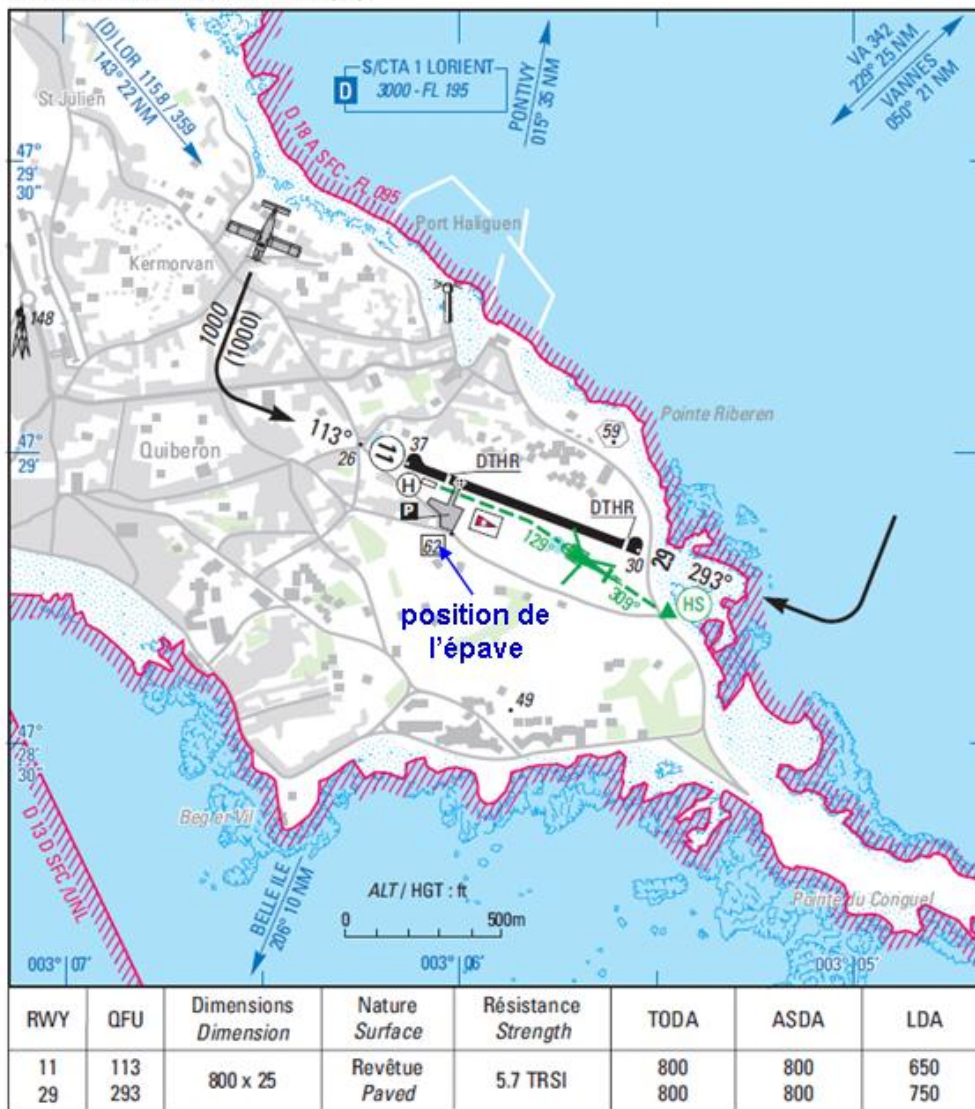 (D) LOR 115.8 / 359
143° 22 NM
St Julien
S/CTA 1 LORIENT
D
3000 - FL 195
PONTIVY
015° 35 NM
VA 342
229° 25 NM
VANNES
050° 21 NM
47°
29'
30"
D 18 A SFC - FL 095
Port Haliguen
Kermorvan
148
1000
(1000)
Pointe Riberen
59
47°
29'
Quiberon
113°
26
11
37
DTHR
H
P
62
DTHR
129°
30
29
293°
309°
HS
position de
l'épave
49
47°
28'
30"
Beg er Vil
D 13 D SFC /UNL
BELLE ILE
206° 10 NM
ALT / HGT : ft
0 500m
Pointe du Conguel
003° 07' 003° 06' 003° 05'
RWY QFU Dimensions Nature Résistance TODA ASDA LDA
Dimension Surface Strength
11 113 800 x 25 Revêtue 5.7 TRSI 800 800 650
29 293 Paved 800 800 750